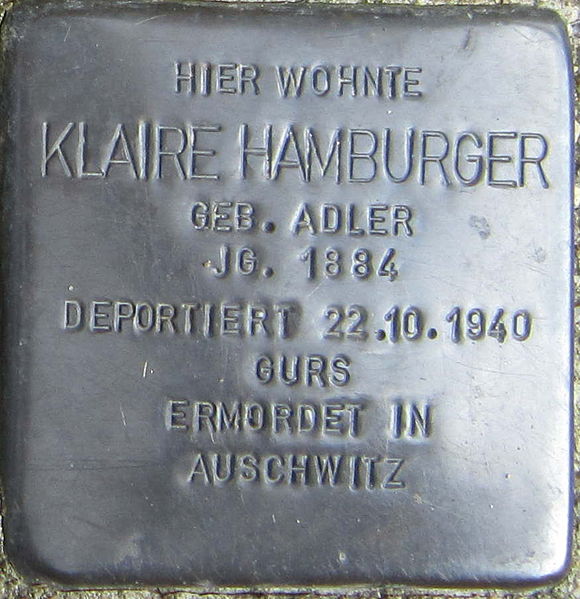 HIER WOHNTE
KLAIRE HAMBURGER
GEB. ADLER
JG. 1884
DEPORTIERT 22.10.1940
GURS
ERMORDET IN
AUSCHWITZ